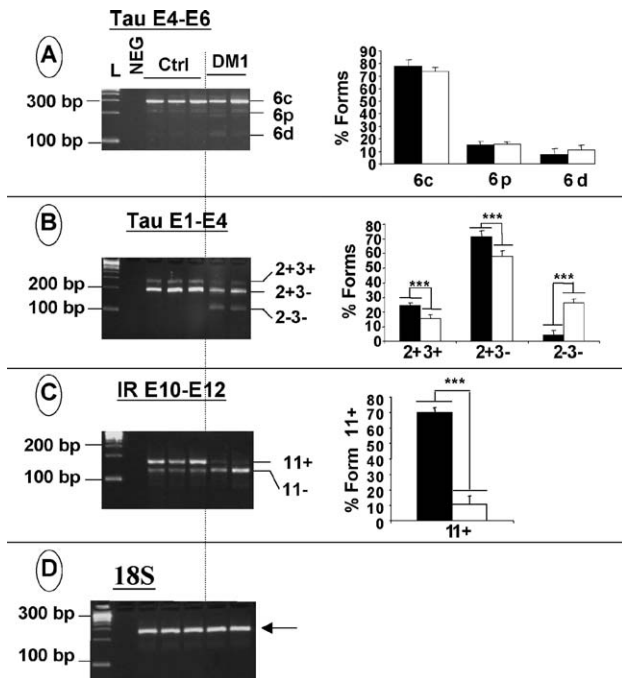 Tau E4-E6
A
L
NEG
Ctrl
DM1
300 bp
100 bp
6c
6p
6d
% Forms
90
80
70
60
50
40
30
20
10
0
6c 6p 6d
B
Tau E1-E4
200 bp
100 bp
2+3+
2+3-
2-3-
% Forms
80
70
60
50
40
30
20
10
0
***
***
***
2+3+ 2+3- 2-3-
C
IR E10-E12
200 bp
100 bp
11+
11-
% Form 11+
80
70
60
50
40
30
20
10
0
***
11+
D
18S
300 bp
100 bp